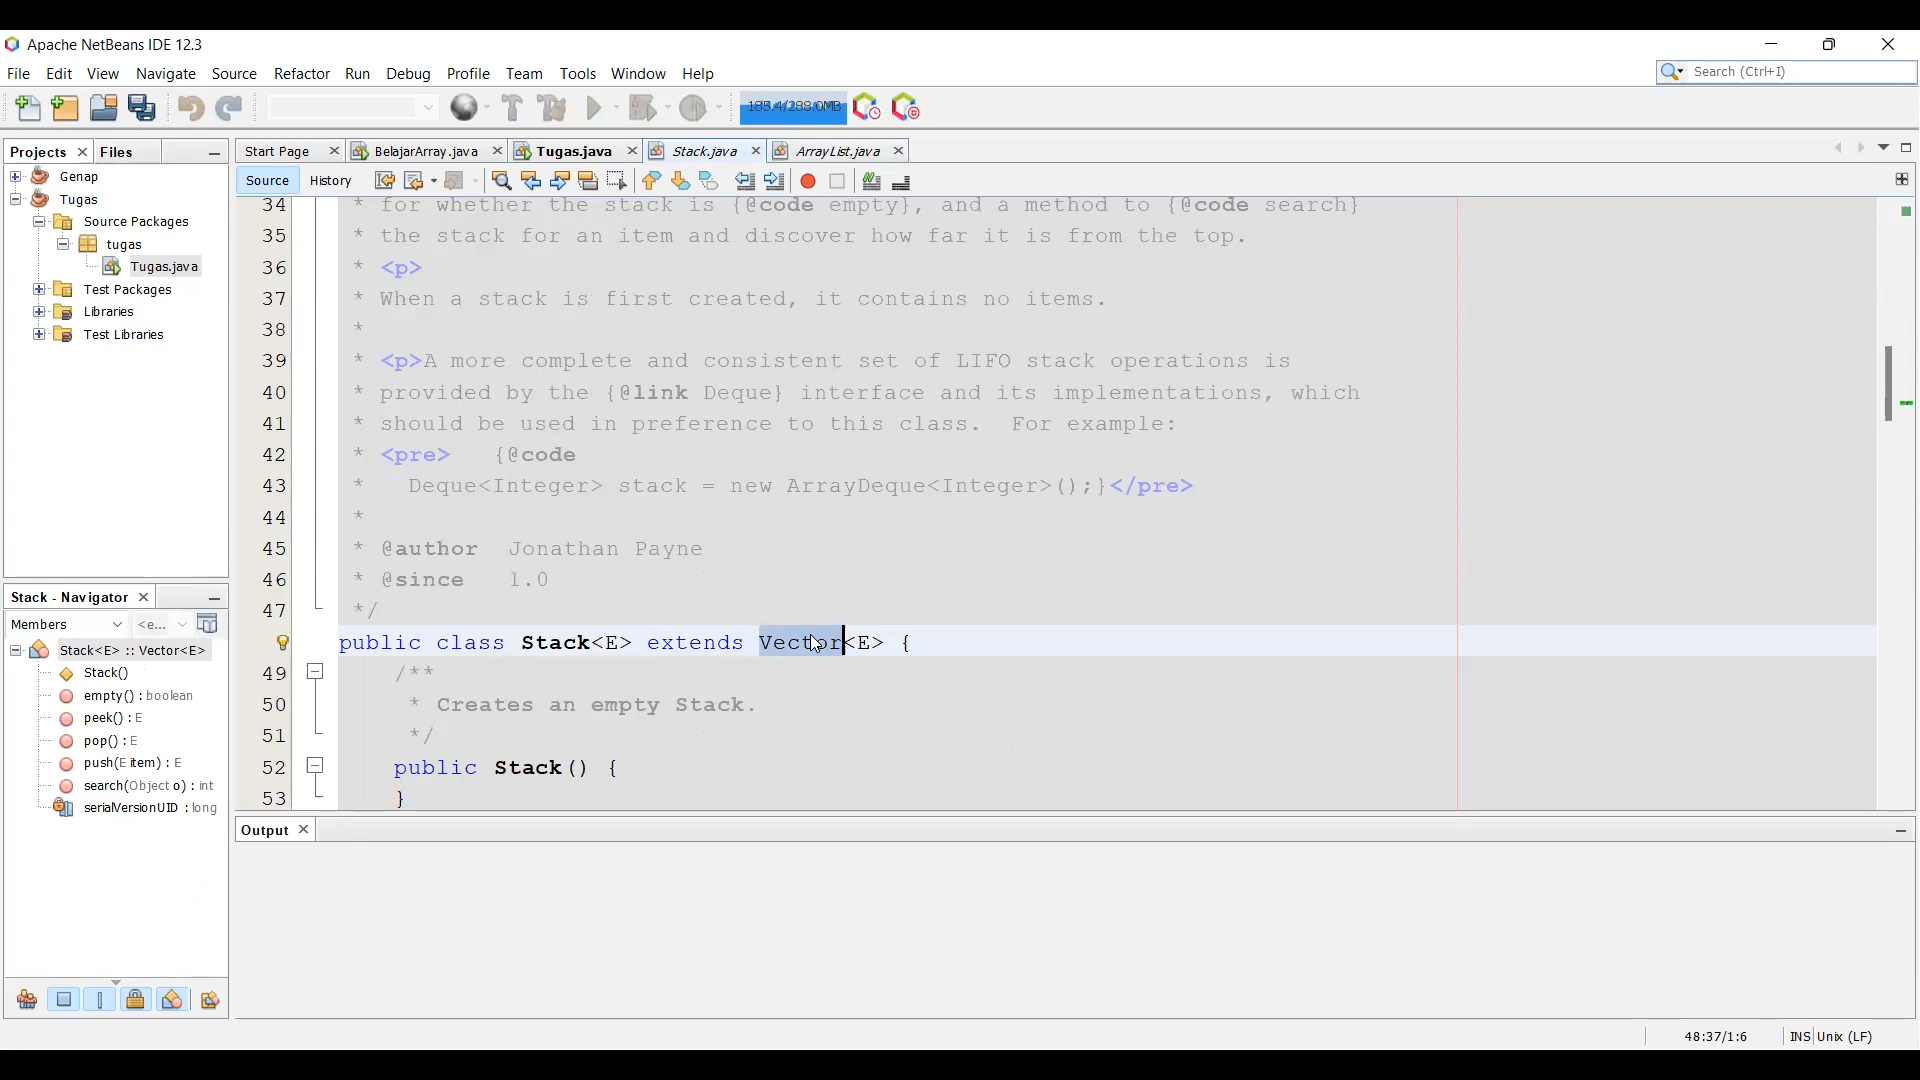 Apache NetBeans IDE 12.3
File Edit View Navigate Source Refactor Run Debug Profile Team Tools Window Help
Search (Ctrl+I)
185.4/288.0MB
Projects Files
Genap
Tugas
Source Packages
tugas
Tugas.java
Test Packages
Libraries
Test Libraries
Start Page BelajarArray.java Tugas.java Stack.java ArrayList.java
Source History
34 * for whether the stack is {@code empty}, and a method to {@code search}
35 * the stack for an item and discover how far it is from the top.
36 * <p>
37 * When a stack is first created, it contains no items.
38 *
39 * <p>A more complete and consistent set of LIFO stack operations is
40 * provided by the {@link Deque} interface and its implementations, which
41 * should be used in preference to this class.  For example:
42 * <pre>   {@code
43 *   Deque<Integer> stack = new ArrayDeque<Integer>();}</pre>
44 *
45 * @author  Jonathan Payne
46 * @since   1.0
47 */
public class Stack<E> extends Vector<E> {
49 /**
50 * Creates an empty Stack.
51 */
52 public Stack() {
53 }
Stack - Navigator
Members <e...
Stack<E> :: Vector<E>
Stack()
empty() : boolean
peek() : E
pop() : E
push(E item) : E
search(Object o) : int
serialVersionUID : long
Output
48:37/1:6 INS Unix (LF)